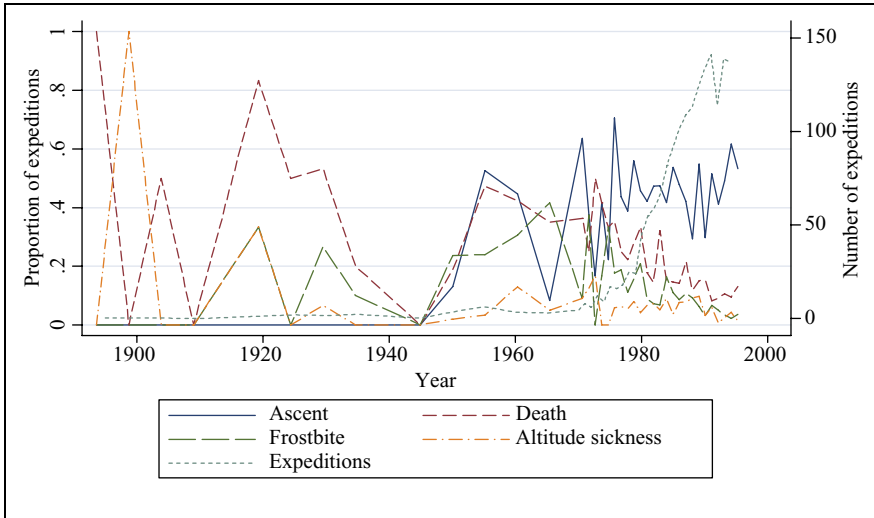 Proportion of expeditions
0 .2 .4 .6 .8 1
Number of expeditions
0 50 100 150
1900 1920 1940 1960 1980 2000
Year
Ascent Death
Frostbite Altitude sickness
Expeditions